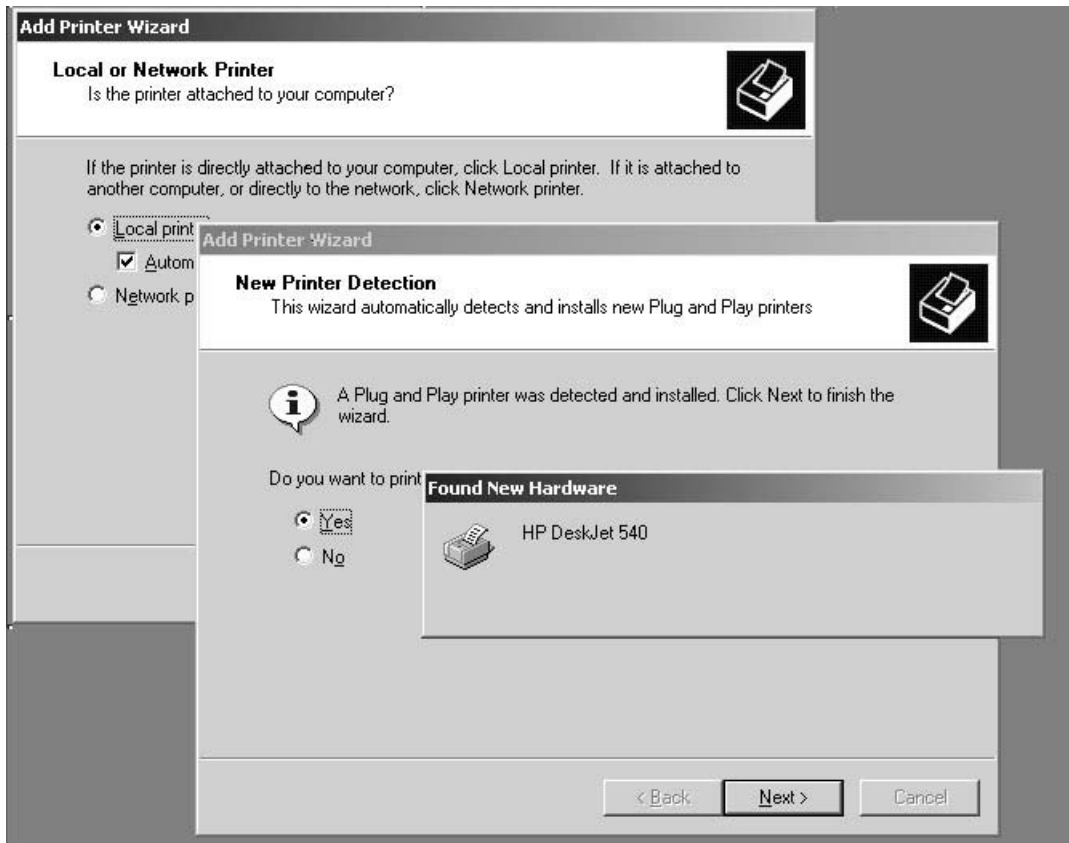 Add Printer Wizard
Local or Network Printer
Is the printer attached to your computer?
If the printer is directly attached to your computer, click Local printer. If it is attached to
another computer, or directly to the network, click Network printer.
Local print
Autom
Network p
Add Printer Wizard
New Printer Detection
This wizard automatically detects and installs new Plug and Play printers
A Plug and Play printer was detected and installed. Click Next to finish the
wizard.
Do you want to print
Yes
No
Found New Hardware
HP DeskJet 540
< Back
Next >
Cancel